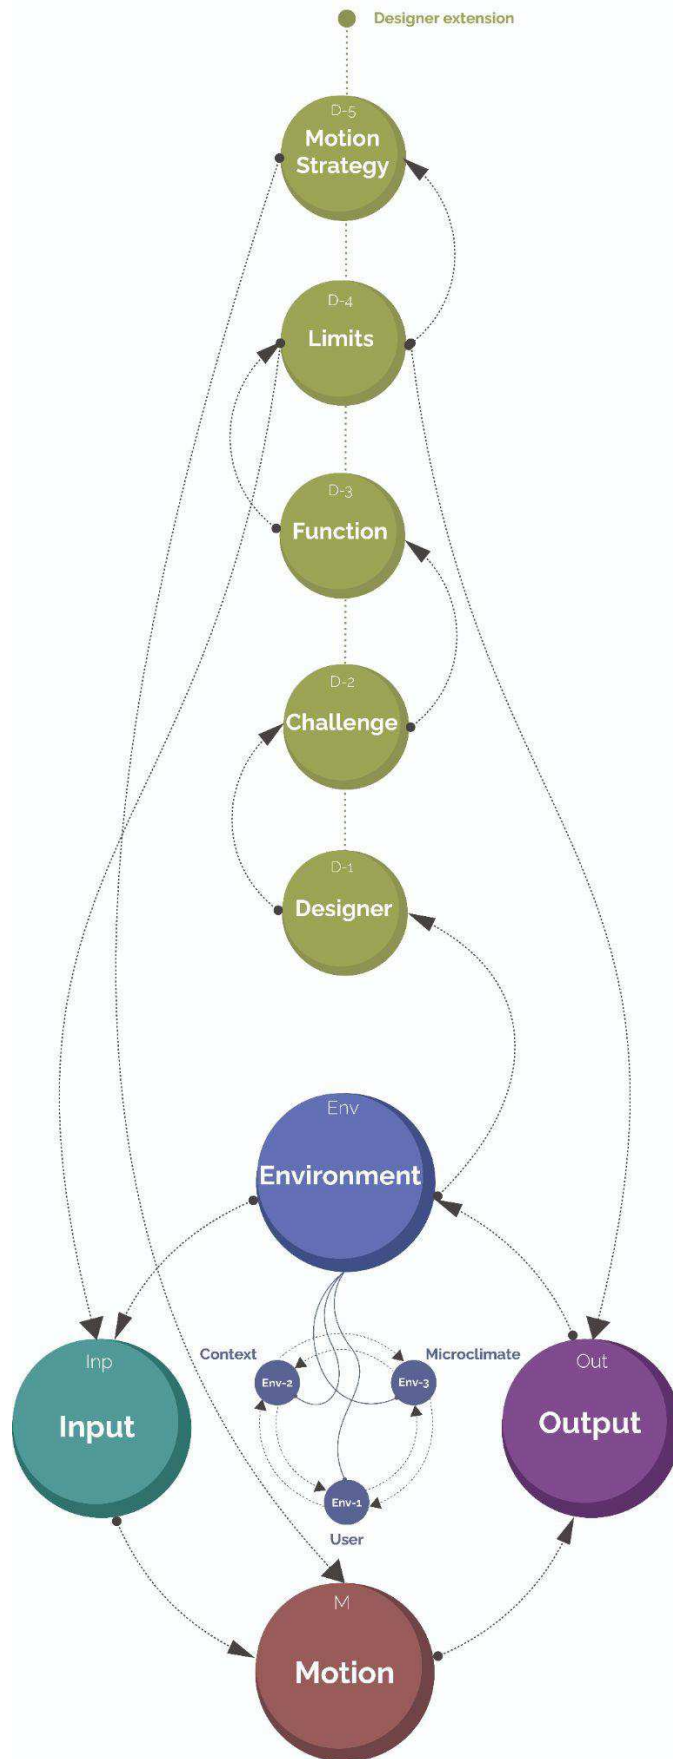 Designer extension
D-5
Motion
Strategy
D-4
Limits
D-3
Function
D-2
Challenge
D-1
Designer
Env
Environment
Context
Microclimate
Env-2
Env-3
Inp
Input
Out
Output
Env-1
User
M
Motion